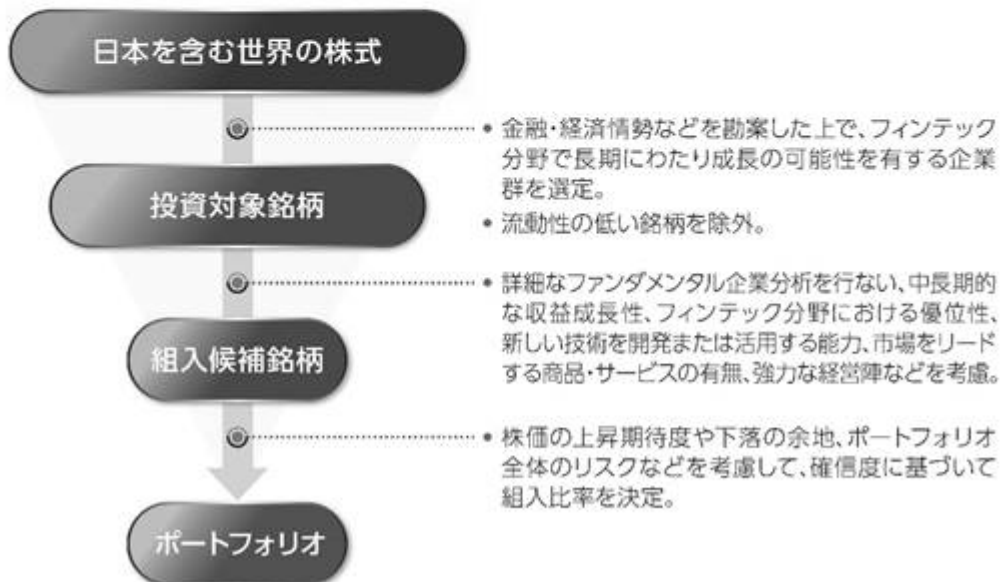 日本を含む世界の株式
• 金融・経済情勢などを勘案した上で、フィンテック
分野で長期にわたり成長の可能性を有する企業
群を選定。
• 流動性の低い銘柄を除外。
投資対象銘柄
• 詳細なファンダメンタル企業分析を行ない、中長期的
な収益成長性、フィンテック分野における優位性、
新しい技術を開発または活用する能力、市場をリード
する商品・サービスの有無、強力な経営陣などを考慮。
組入候補銘柄
• 株価の上昇期待度や下落の余地、ポートフォリオ
全体のリスクなどを考慮して、確信度に基づいて
組入比率を決定。
ポートフォリオ